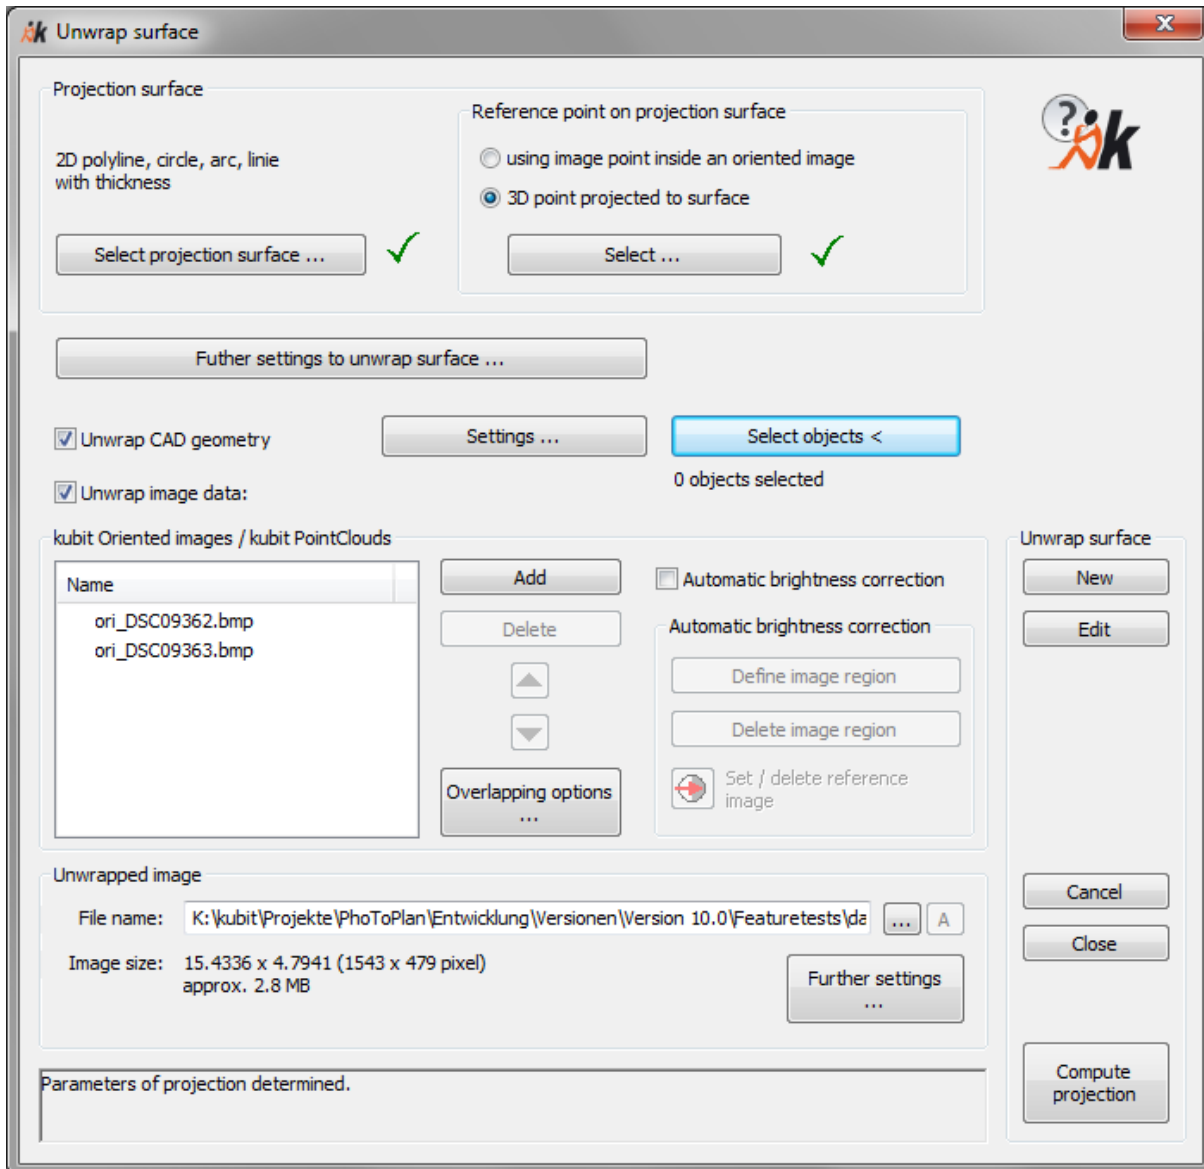 Unwrap surface
Projection surface
2D polyline, circle, arc, linie
with thickness
Select projection surface ...
Reference point on projection surface
using image point inside an oriented image
3D point projected to surface
Select ...
?
k
Futher settings to unwrap surface ...
Unwrap CAD geometry
Settings ...
Select objects <
0 objects selected
Unwrap image data:
kubit Oriented images / kubit PointClouds
Name
ori_DSC09362.bmp
ori_DSC09363.bmp
Add
Delete
Overlapping options
...
Automatic brightness correction
Automatic brightness correction
Define image region
Delete image region
Set / delete reference
image
Unwrap surface
New
Edit
Cancel
Close
Compute
projection
Unwrapped image
File name:
K:\kubit\Projekte\PhoToPlan\Entwicklung\Versionen\Version 10.0\Featuretests\da
...
A
Image size:
15.4336 x 4.7941 (1543 x 479 pixel)
approx. 2.8 MB
Further settings
...
Parameters of projection determined.